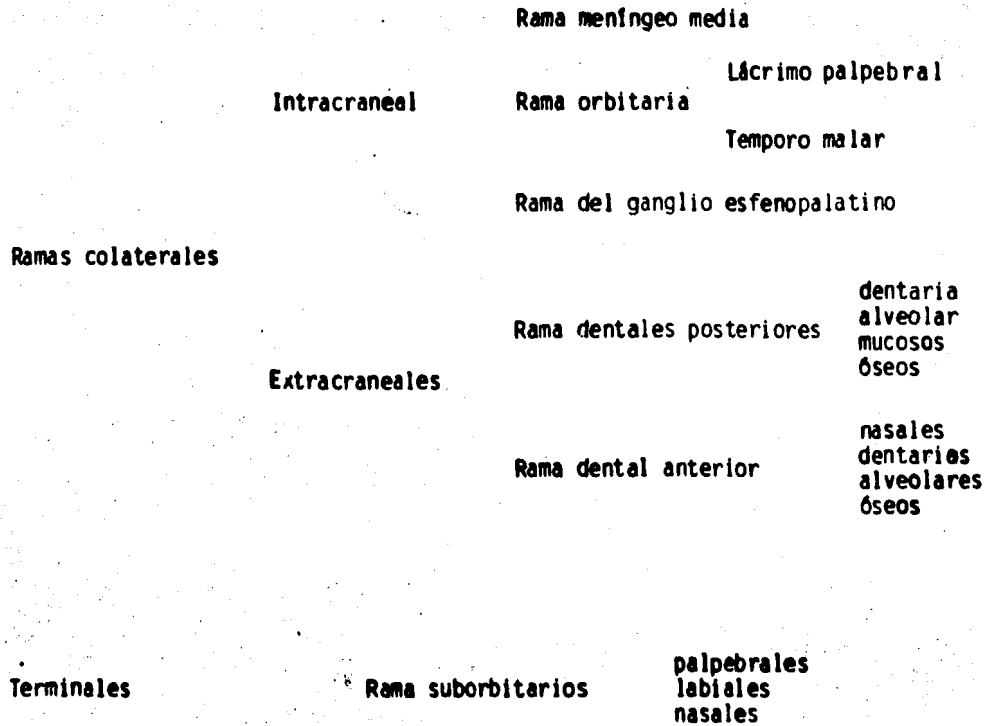 Rama meníngeo media
Lácrimo palpebral
Intracraneal Rama orbitaria
Temporo malar
Rama del ganglio esfenopalatino
Ramas colaterales
dentaria
alveolar
Rama dentales posteriores
mucosos
óseos
Extracraneales
nasales
dentarias
Rama dental anterior
alveolares
óseos
palpebrales
Terminales Rama suborbitarios labiales
nasales